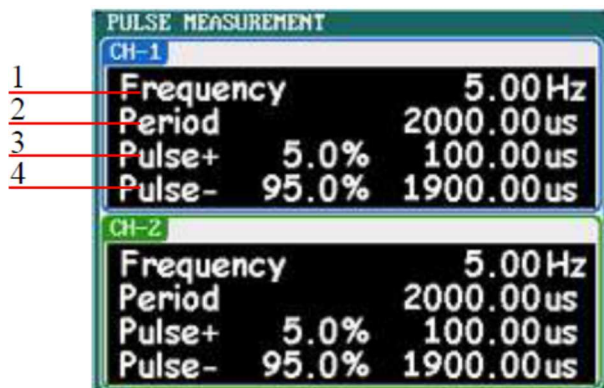 PULSE MEASUREMENT
CH-1
1 Frequency 5.00Hz
2 Period 2000.00us
3 Pulse+ 5.0% 100.00us
4 Pulse- 95.0% 1900.00us
CH-2
Frequency 5.00Hz
Period 2000.00us
Pulse+ 5.0% 100.00us
Pulse- 95.0% 1900.00us